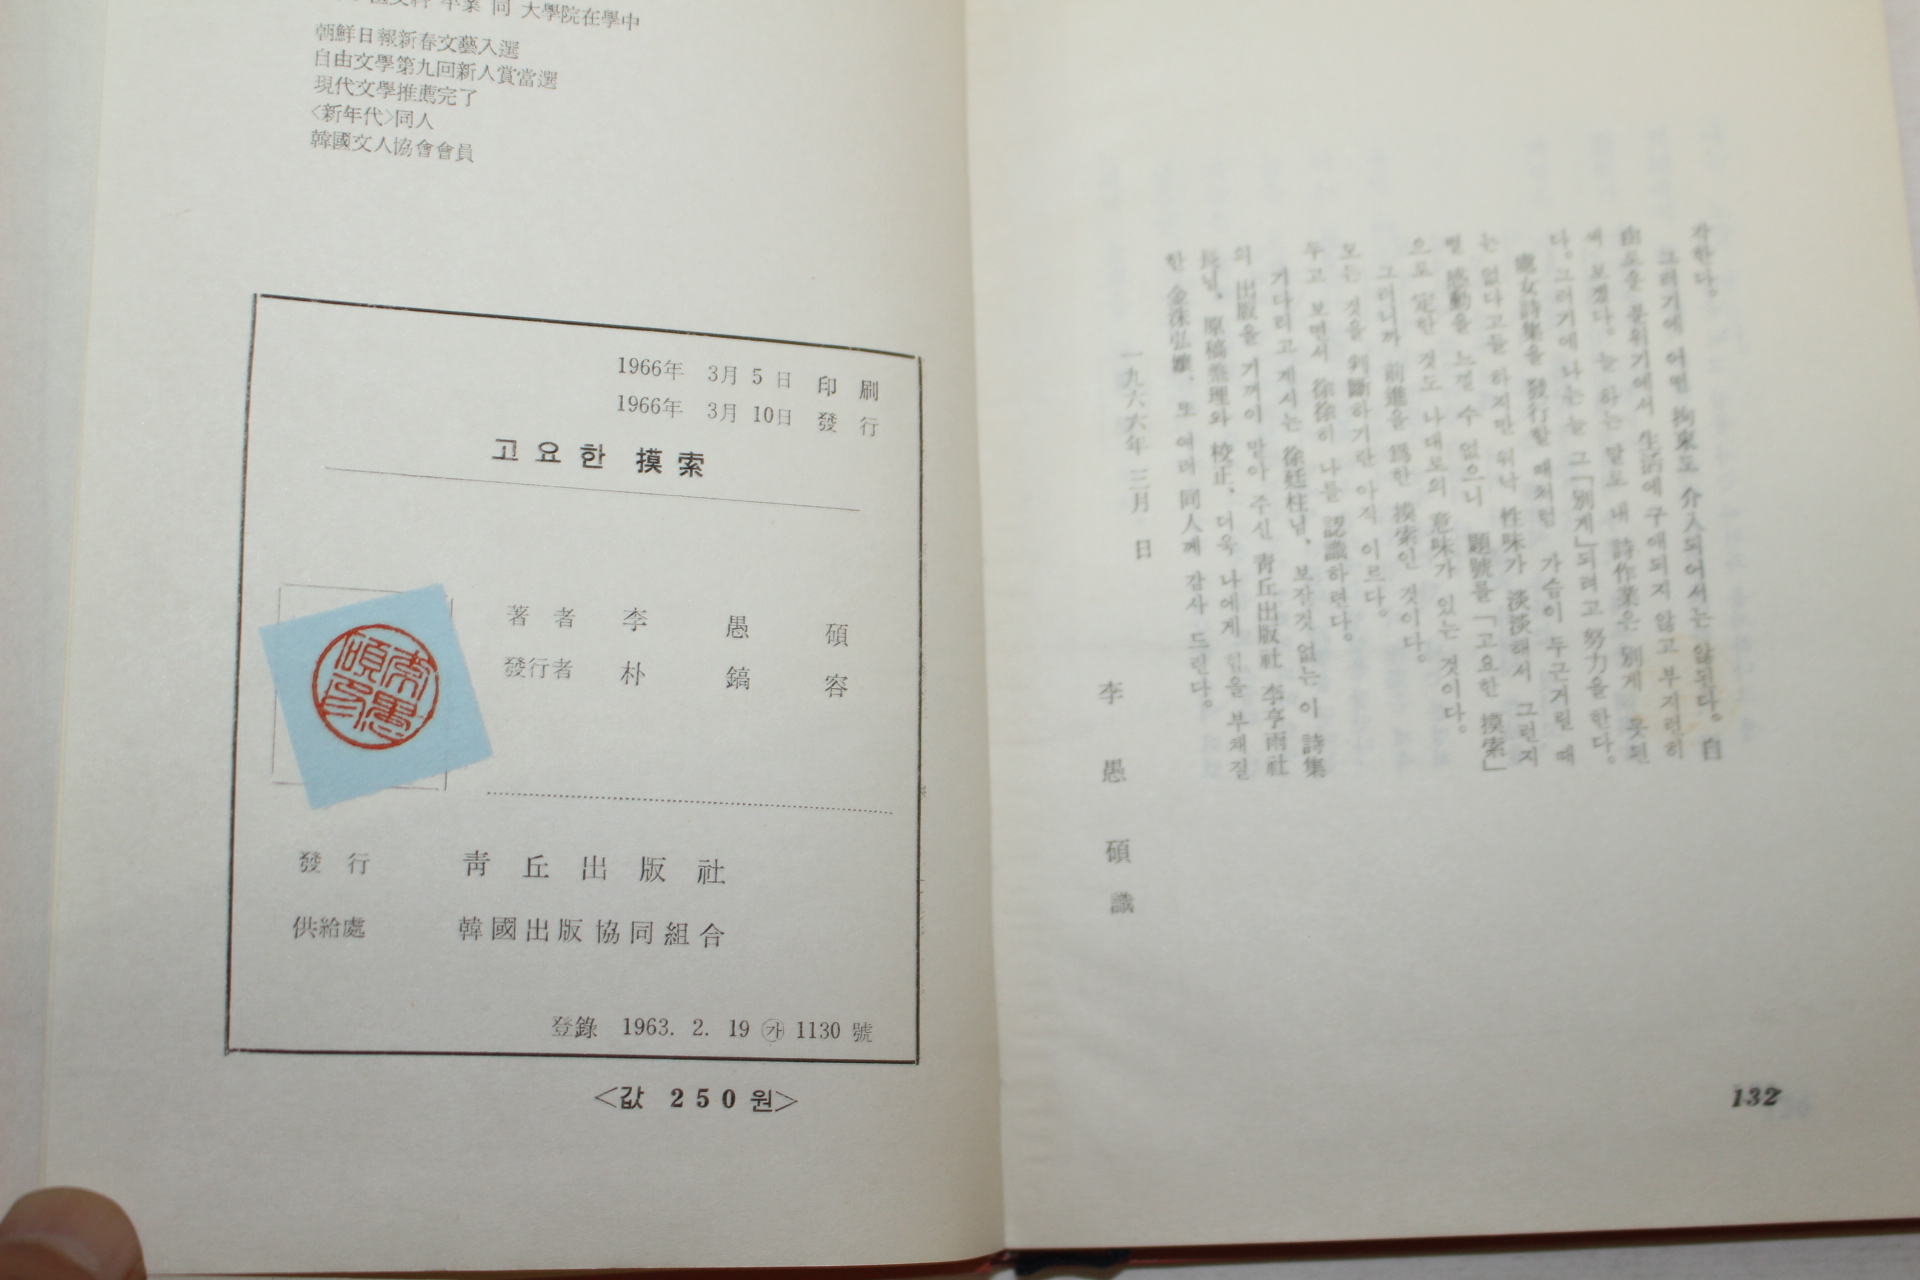 卒業 同 大學院在學中
朝鮮日報新春文藝入選
自由文學第九回新人賞當選
現代文學推薦完了
<新年代>同人
韓國文人協會會員
1966年 3月 5日 印刷
1966年 3月 10日 發行
고요한 摸索
著者 李愚碩
發行者 朴鎬容
李愚碩印
發行 靑丘出版社
供給處 韓國出版協同組合
登錄 1963. 2. 19 ㉮ 1130 號
<값 250원>
각한다。
그러기에 어떤 拘束도 介入되어서는 않된다。自
由로운 분위기에서 生活에 구애되지 않고 부지런히
써 보겠다。늘 하는 말로 내 詩作業은 別게 못된
다。그러기에 나는 늘 그「別게」되려고 努力을 한다。
處女詩集을 發行할 때처럼 가슴이 두근거릴 때
는 없다고들 하지만 워낙 性味가 淡淡해서 그런지
별 感動을 느낄 수 없으니 題號를「고요한 摸索」
으로 定한 것도 나대로의 意味가 있는 것이다。
그러니까 前進을 爲한 摸索인 것이다。
모든 것을 判斷하기란 아직 이르다。
두고 보면서 徐徐히 나를 認識하련다。
기다리고 계시는 徐廷柱님、보잘것 없는 이 詩集
의 出版을 기꺼이 맡아 주신 靑丘出版社 李亨雨社
長님、原稿整理와 校正、더욱 나에게 힘을 부채질
한 金洙弘孃、또 여러 同人께 감사 드린다。
一九六六年 三月 日
李愚碩 識
132